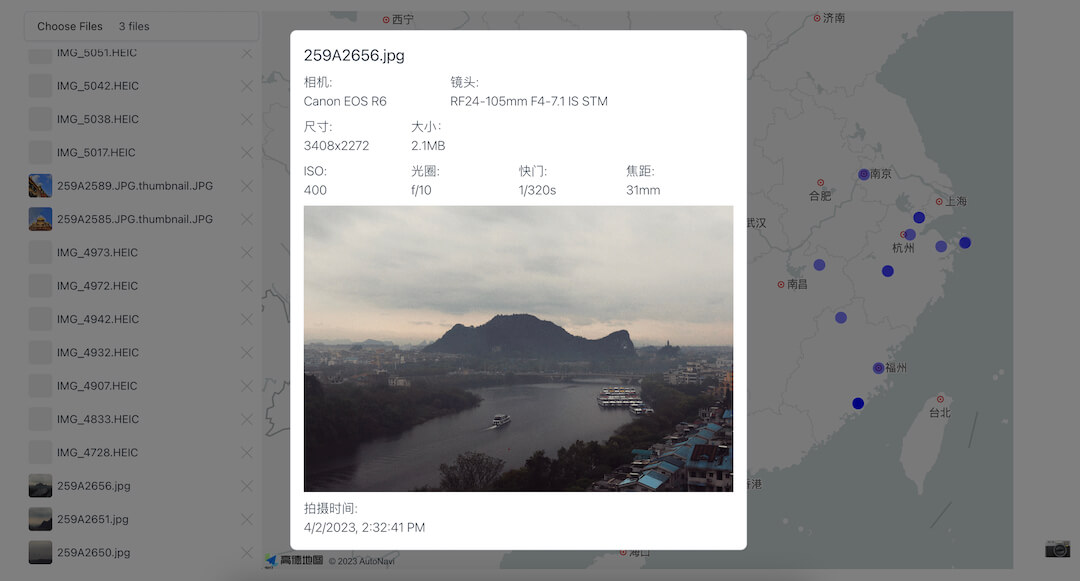 Choose Files 3 files
IMG_5051.HEIC
IMG_5042.HEIC
IMG_5038.HEIC
IMG_5017.HEIC
259A2589.JPG.thumbnail.JPG
259A2585.JPG.thumbnail.JPG
IMG_4973.HEIC
IMG_4972.HEIC
IMG_4942.HEIC
IMG_4932.HEIC
IMG_4907.HEIC
IMG_4833.HEIC
IMG_4728.HEIC
259A2656.jpg
259A2651.jpg
259A2650.jpg
西宁
济南
259A2656.jpg
相机: 镜头:
Canon EOS R6 RF24-105mm F4-7.1 IS STM
尺寸: 大小:
3408x2272 2.1MB
ISO: 光圈: 快门: 焦距:
400 f/10 1/320s 31mm
拍摄时间:
4/2/2023, 2:32:41 PM
南京
合肥
上海
武汉
杭州
南昌
福州
台北
港
海口
高德地图 © 2023 AutoNavi